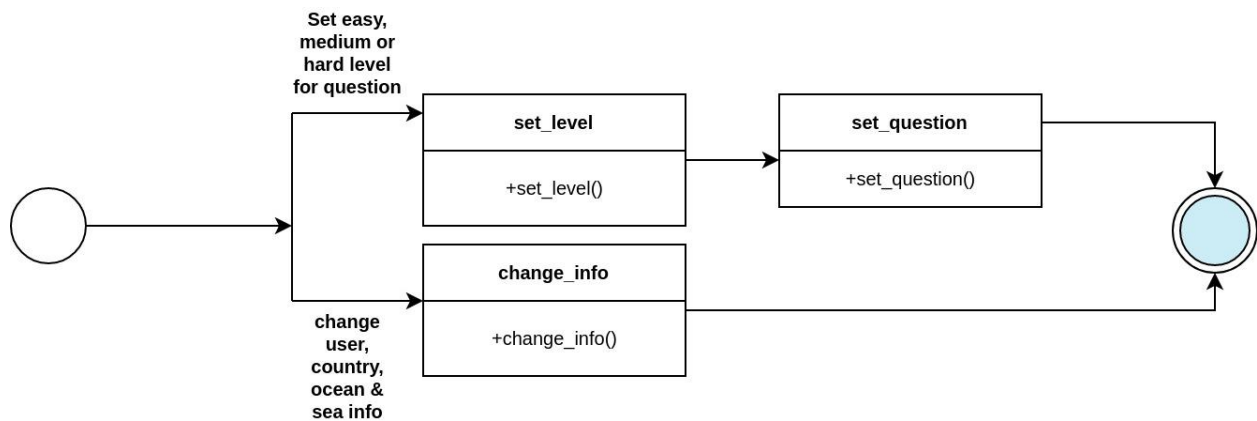 Set easy,
medium or
hard level
for question
set_level
+set_level()
set_question
+set_question()
change_info
+change_info()
change
user,
country,
ocean &
sea info